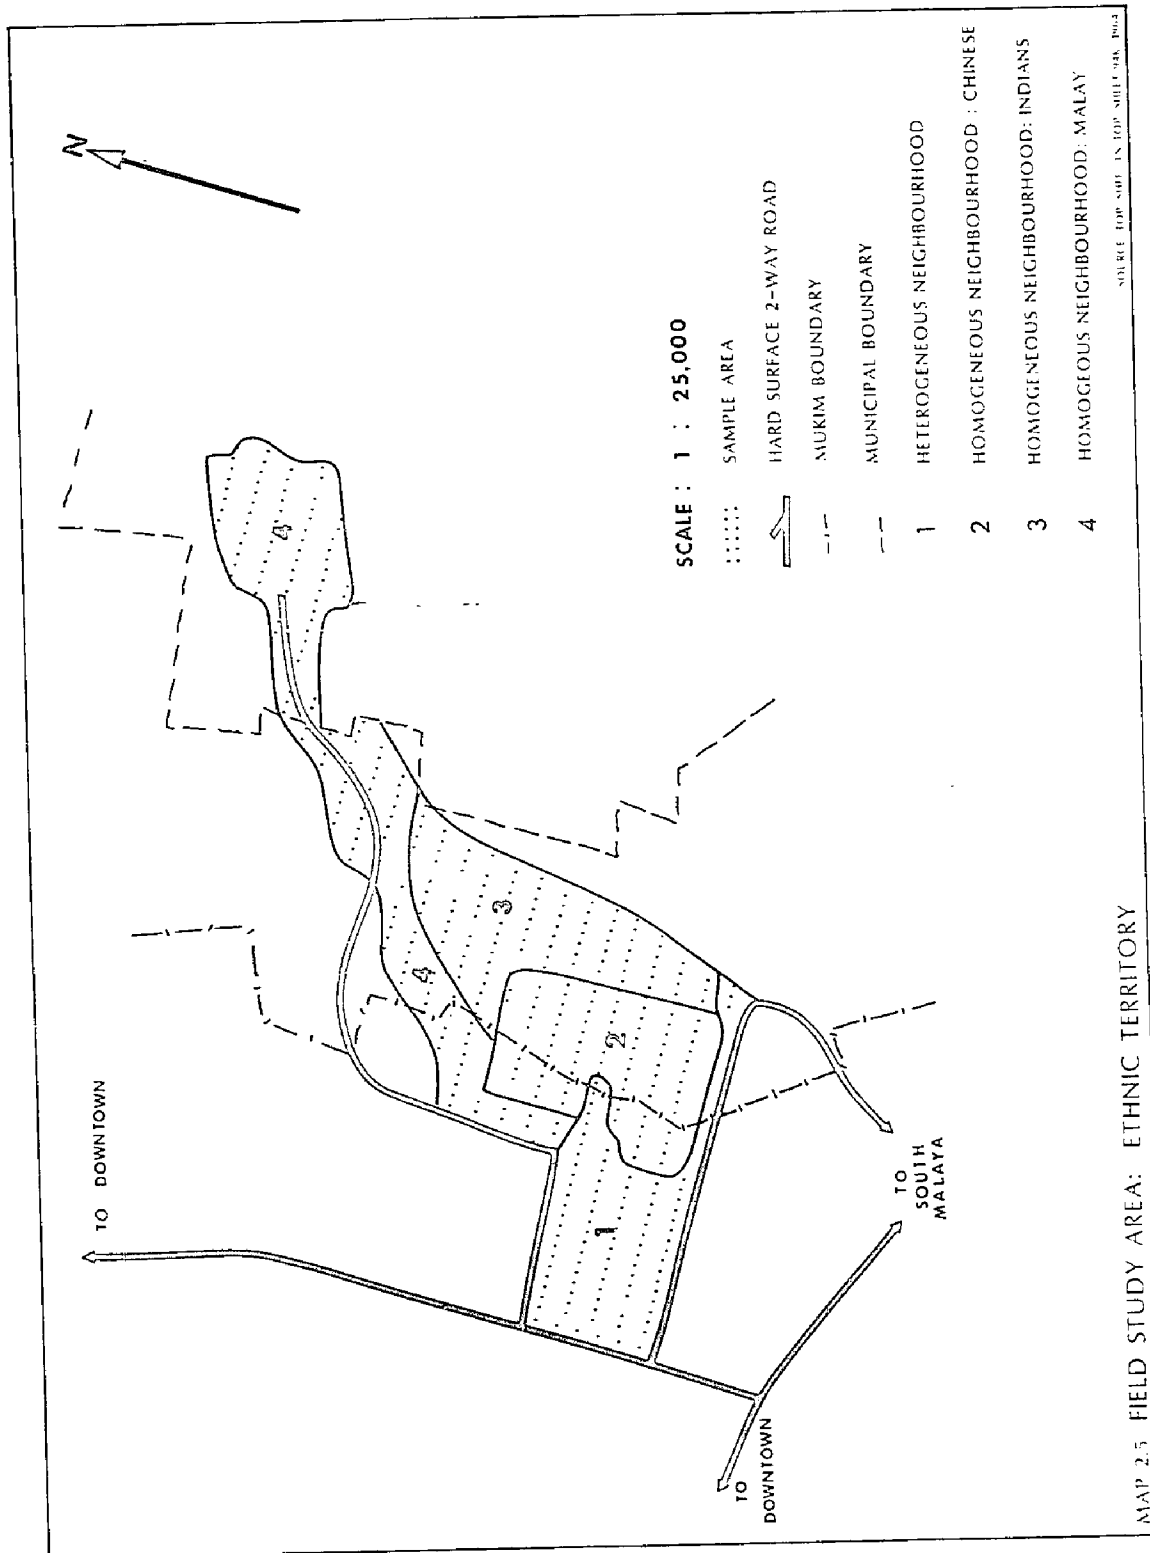 N
TO DOWNTOWN
4
4
3
2
1
TO
DOWNTOWN
TO
SOUTH
MALAYA
SCALE : 1 : 25,000
SAMPLE AREA
HARD SURFACE 2-WAY ROAD
MUKIM BOUNDARY
MUNICIPAL BOUNDARY
1 HETEROGENEOUS NEIGHBOURHOOD
2 HOMOGENEOUS NEIGHBOURHOOD : CHINESE
3 HOMOGENEOUS NEIGHBOURHOOD: INDIANS
4 HOMOGEOUS NEIGHBOURHOOD: MALAY
SOURCE
MAP 2.5 FIELD STUDY AREA: ETHNIC TERRITORY